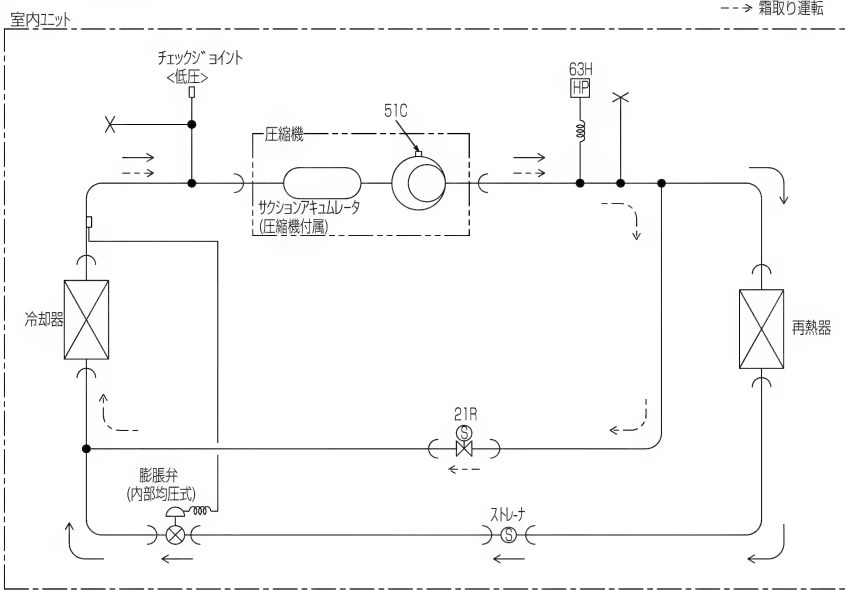 ---> 霜取り運転
室内ユニット
チェックジョイント
<低圧>
63H
HP
51C
圧縮機
サクションアキュムレータ
(圧縮機付属)
冷却器
再熱器
21R
S
膨脹弁
(内部均圧式)
ストレーナ
S